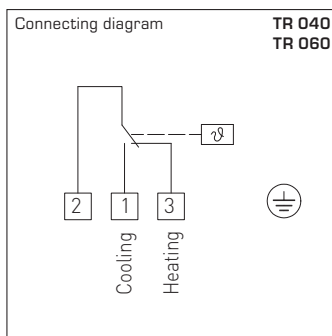 Connecting diagram
TR 040
TR 060
ϑ
2
1
3
Cooling
Heating